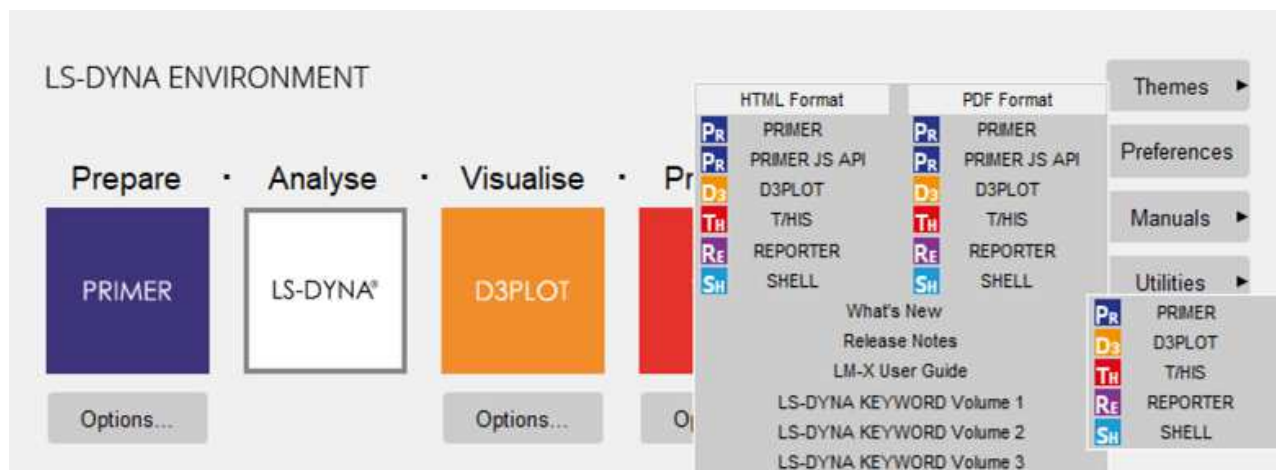 LS-DYNA ENVIRONMENT
Prepare · Analyse · Visualise · Pr
PRIMER
LS-DYNA®
D3PLOT
Options...
Options...
Op
HTML Format
PR PRIMER
PR PRIMER JS API
D3 D3PLOT
TH T/HIS
RE REPORTER
SH SHELL
PDF Format
PR PRIMER
PR PRIMER JS API
D3 D3PLOT
TH T/HIS
RE REPORTER
SH SHELL
What's New
Release Notes
LM-X User Guide
LS-DYNA KEYWORD Volume 1
LS-DYNA KEYWORD Volume 2
LS-DYNA KEYWORD Volume 3
Themes
Preferences
Manuals
Utilities
PR PRIMER
D3 D3PLOT
TH T/HIS
RE REPORTER
SH SHELL